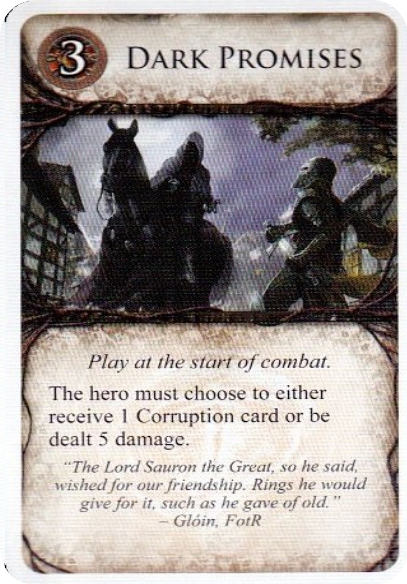 3 DARK PROMISES
Play at the start of combat.
The hero must choose to either
receive 1 Corruption card or be
dealt 5 damage.
“The Lord Sauron the Great, so he said,
wished for our friendship. Rings he would
give for it, such as he gave of old.”
– Glóin, FotR